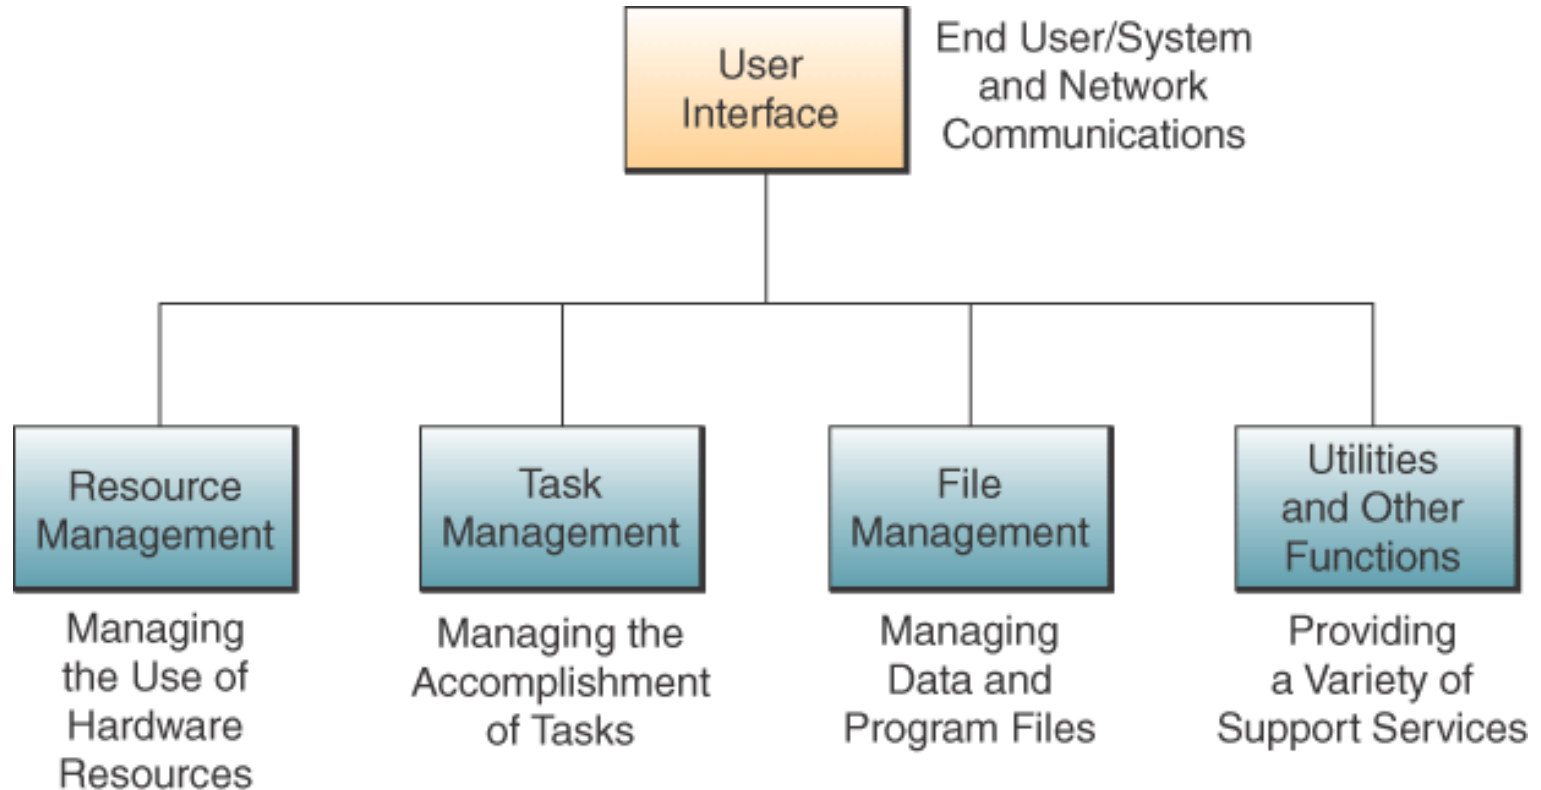 User
Interface
End User/System
and Network
Communications
Resource
Management
Managing
the Use of
Hardware
Resources
Task
Management
Managing the
Accomplishment
of Tasks
File
Management
Managing
Data and
Program Files
Utilities
and Other
Functions
Providing
a Variety of
Support Services